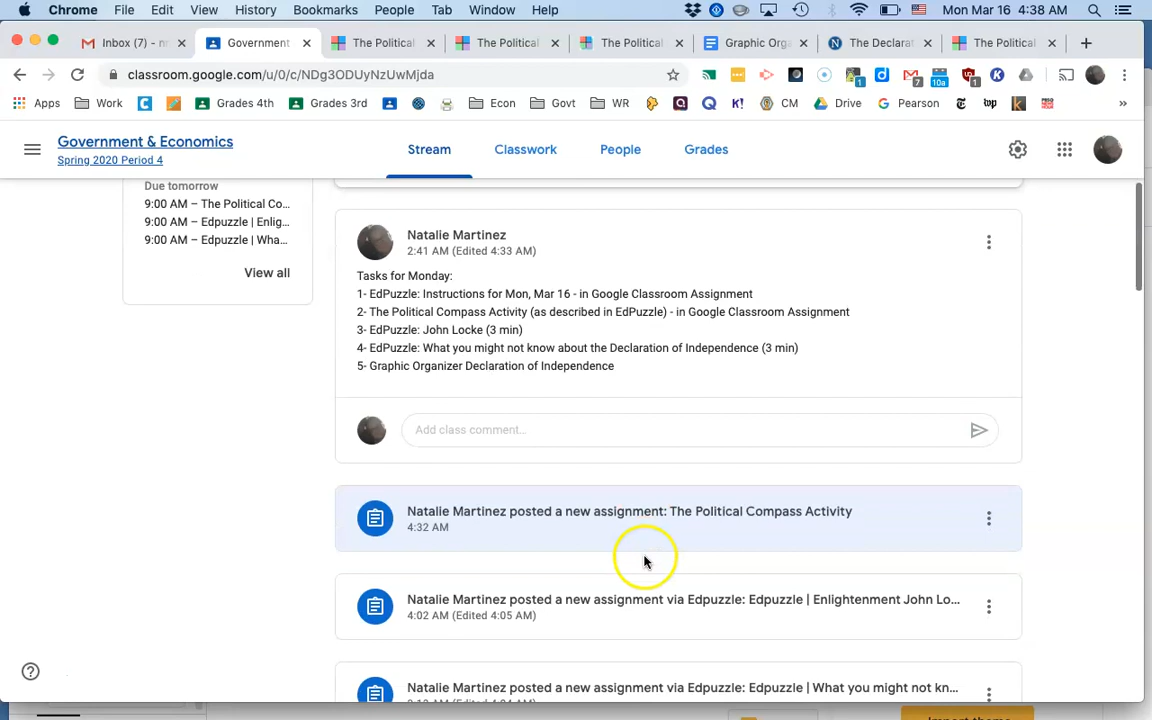 Chrome File Edit View History Bookmarks People Tab Window Help Mon Mar 16 4:38 AM
Inbox (7) - n Government The Political The Political The Political Graphic Org The Declarat The Political
classroom.google.com/u/0/c/NDg3ODUyNzUwMjda
Apps Work Grades 4th Grades 3rd Econ Govt WR K! CM Drive Pearson »
Government & Economics
Spring 2020 Period 4
Stream Classwork People Grades
Due tomorrow
9:00 AM – The Political Co...
9:00 AM – Edpuzzle | Enlig...
9:00 AM – Edpuzzle | Wha...
View all
Natalie Martinez
2:41 AM (Edited 4:33 AM)
Tasks for Monday:
1- EdPuzzle: Instructions for Mon, Mar 16 - in Google Classroom Assignment
2- The Political Compass Activity (as described in EdPuzzle) - in Google Classroom Assignment
3- EdPuzzle: John Locke (3 min)
4- EdPuzzle: What you might not know about the Declaration of Independence (3 min)
5- Graphic Organizer Declaration of Independence
Add class comment...
Natalie Martinez posted a new assignment: The Political Compass Activity
4:32 AM
Natalie Martinez posted a new assignment via Edpuzzle: Edpuzzle | Enlightenment John Lo...
4:02 AM (Edited 4:05 AM)
Natalie Martinez posted a new assignment via Edpuzzle: Edpuzzle | What you might not kn...